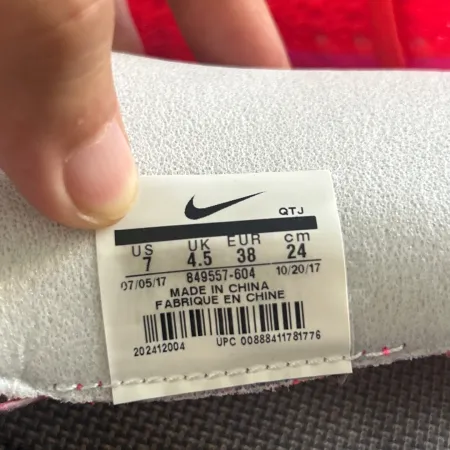 QTJ
US UK EUR cm
7 4.5 38 24
07/05/17 849557-604 10/20/17
MADE IN CHINA
FABRIQUE EN CHINE
202412004 UPC 00888411781776